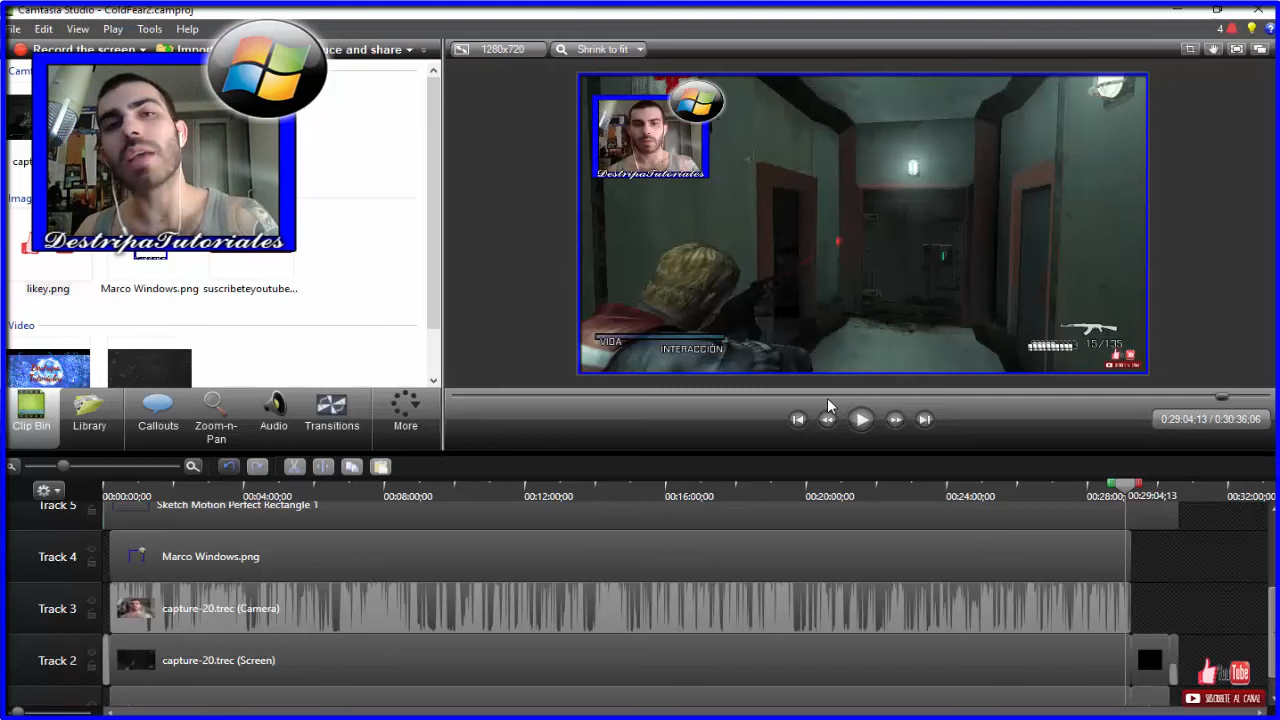 Camtasia Studio - ColdFear2.camproj
File Edit View Play Tools Help
4
Record the screen
Import
uce and share
1280x720
Shrink to fit
DestripaTutoriales
likey.png
Marco Windows.png
suscribeteyoutube...
Video
DestripaTutoriales
VIDA
INTERACCIÓN
15/135
Clip Bin
Library
Callouts
Zoom-n-Pan
Audio
Transitions
More
0:29:04;13 / 0:30:36;06
00:00:00;00
00:04:00;00
00:08:00;00
00:12:00;00
00:16:00;00
00:20:00;00
00:24:00;00
00:28:00;
00:29:04;13
00:32:00;00
Track 5
Sketch Motion Perfect Rectangle 1
Track 4
Marco Windows.png
Track 3
capture-20.trec (Camera)
Track 2
capture-20.trec (Screen)
You Tube
SUSCRIBETE AL CANAL